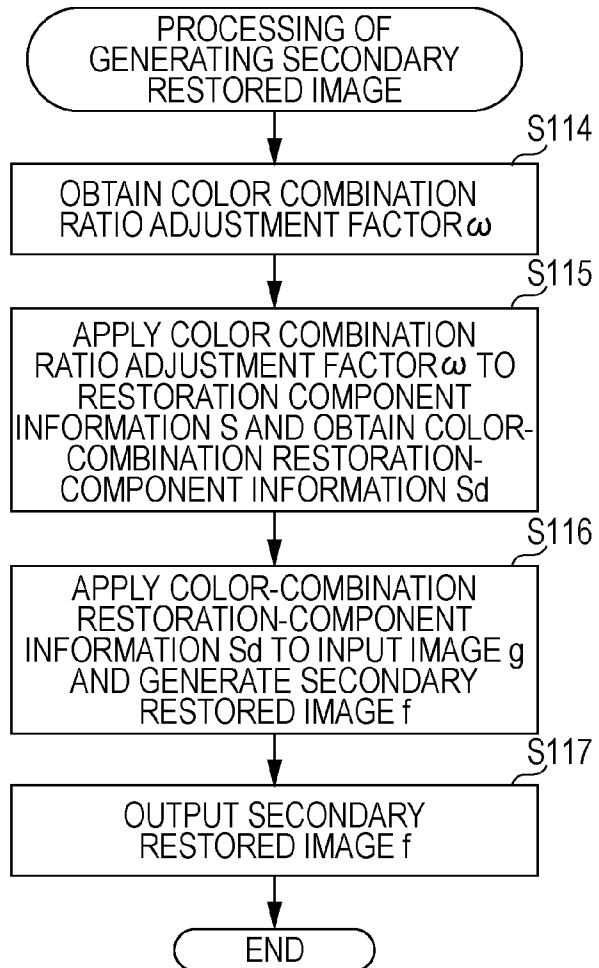 PROCESSING OF
GENERATING SECONDARY
RESTORED IMAGE
S114
OBTAIN COLOR COMBINATION
RATIO ADJUSTMENT FACTOR ω
S115
APPLY COLOR COMBINATION
RATIO ADJUSTMENT FACTOR ω TO
RESTORATION COMPONENT
INFORMATION S AND OBTAIN COLOR-
COMBINATION RESTORATION-
COMPONENT INFORMATION Sd
S116
APPLY COLOR-COMBINATION
RESTORATION-COMPONENT
INFORMATION Sd TO INPUT IMAGE g
AND GENERATE SECONDARY
RESTORED IMAGE f
S117
OUTPUT SECONDARY
RESTORED IMAGE f
END